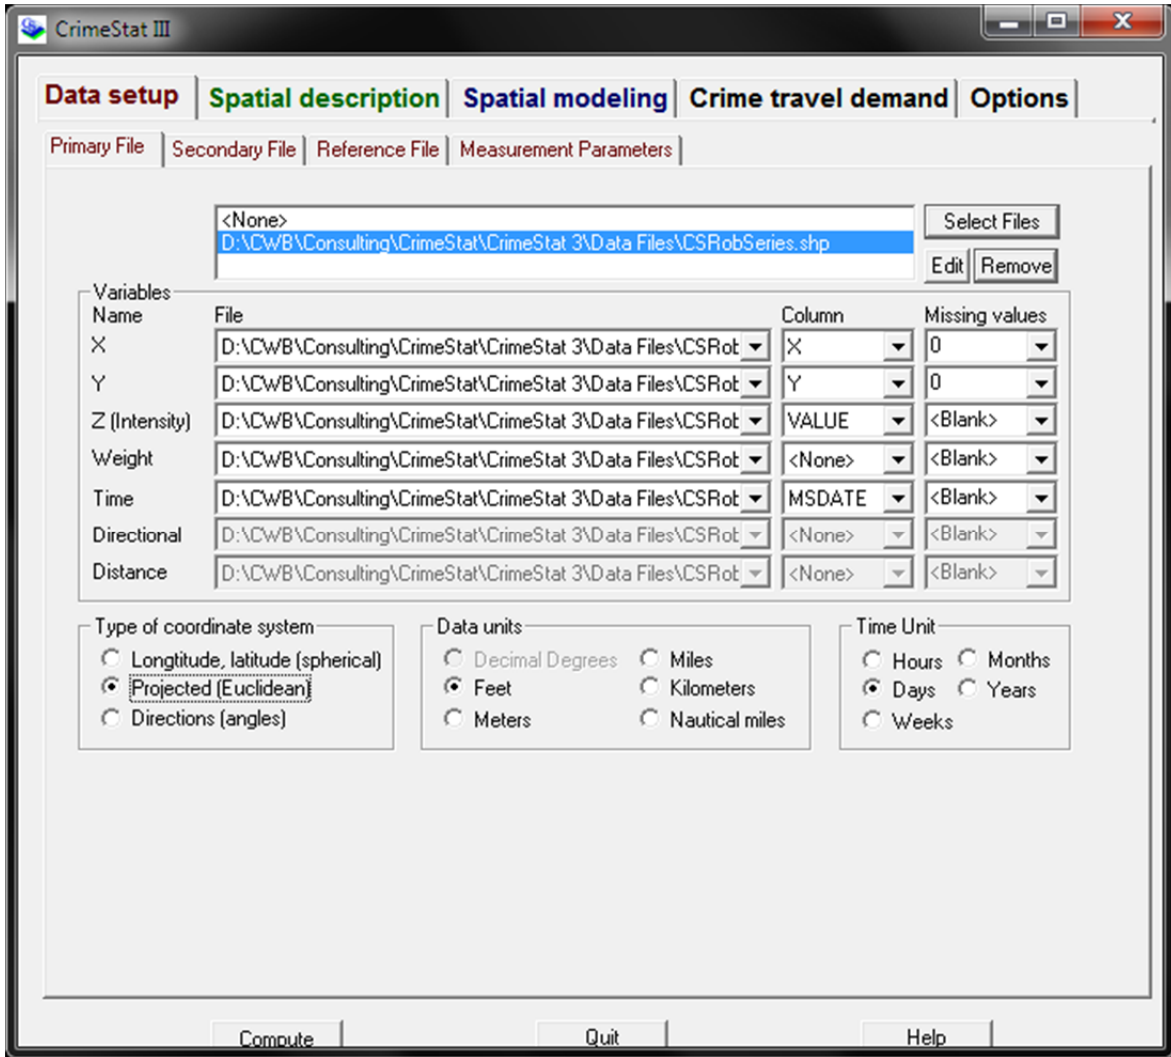 CrimeStat III
Data setup Spatial description Spatial modeling Crime travel demand Options
Primary File Secondary File Reference File Measurement Parameters
<None>
Select Files
D:\CWB\Consulting\CrimeStat\CrimeStat 3\Data Files\CSRobSeries.shp
Edit Remove
Variables
Name File Column Missing values
X D:\CWB\Consulting\CrimeStat\CrimeStat 3\Data Files\CSRob X 0
Y D:\CWB\Consulting\CrimeStat\CrimeStat 3\Data Files\CSRob Y 0
Z (Intensity) D:\CWB\Consulting\CrimeStat\CrimeStat 3\Data Files\CSRob VALUE <Blank>
Weight D:\CWB\Consulting\CrimeStat\CrimeStat 3\Data Files\CSRob <None> <Blank>
Time D:\CWB\Consulting\CrimeStat\CrimeStat 3\Data Files\CSRob MSDATE <Blank>
Directional D:\CWB\Consulting\CrimeStat\CrimeStat 3\Data Files\CSRob <None> <Blank>
Distance D:\CWB\Consulting\CrimeStat\CrimeStat 3\Data Files\CSRob <None> <Blank>
Type of coordinate system Data units Time Unit
Longtitude, latitude (spherical) Decimal Degrees Miles Hours Months
Projected (Euclidean) Feet Kilometers Days Years
Directions (angles) Meters Nautical miles Weeks
Compute Quit Help